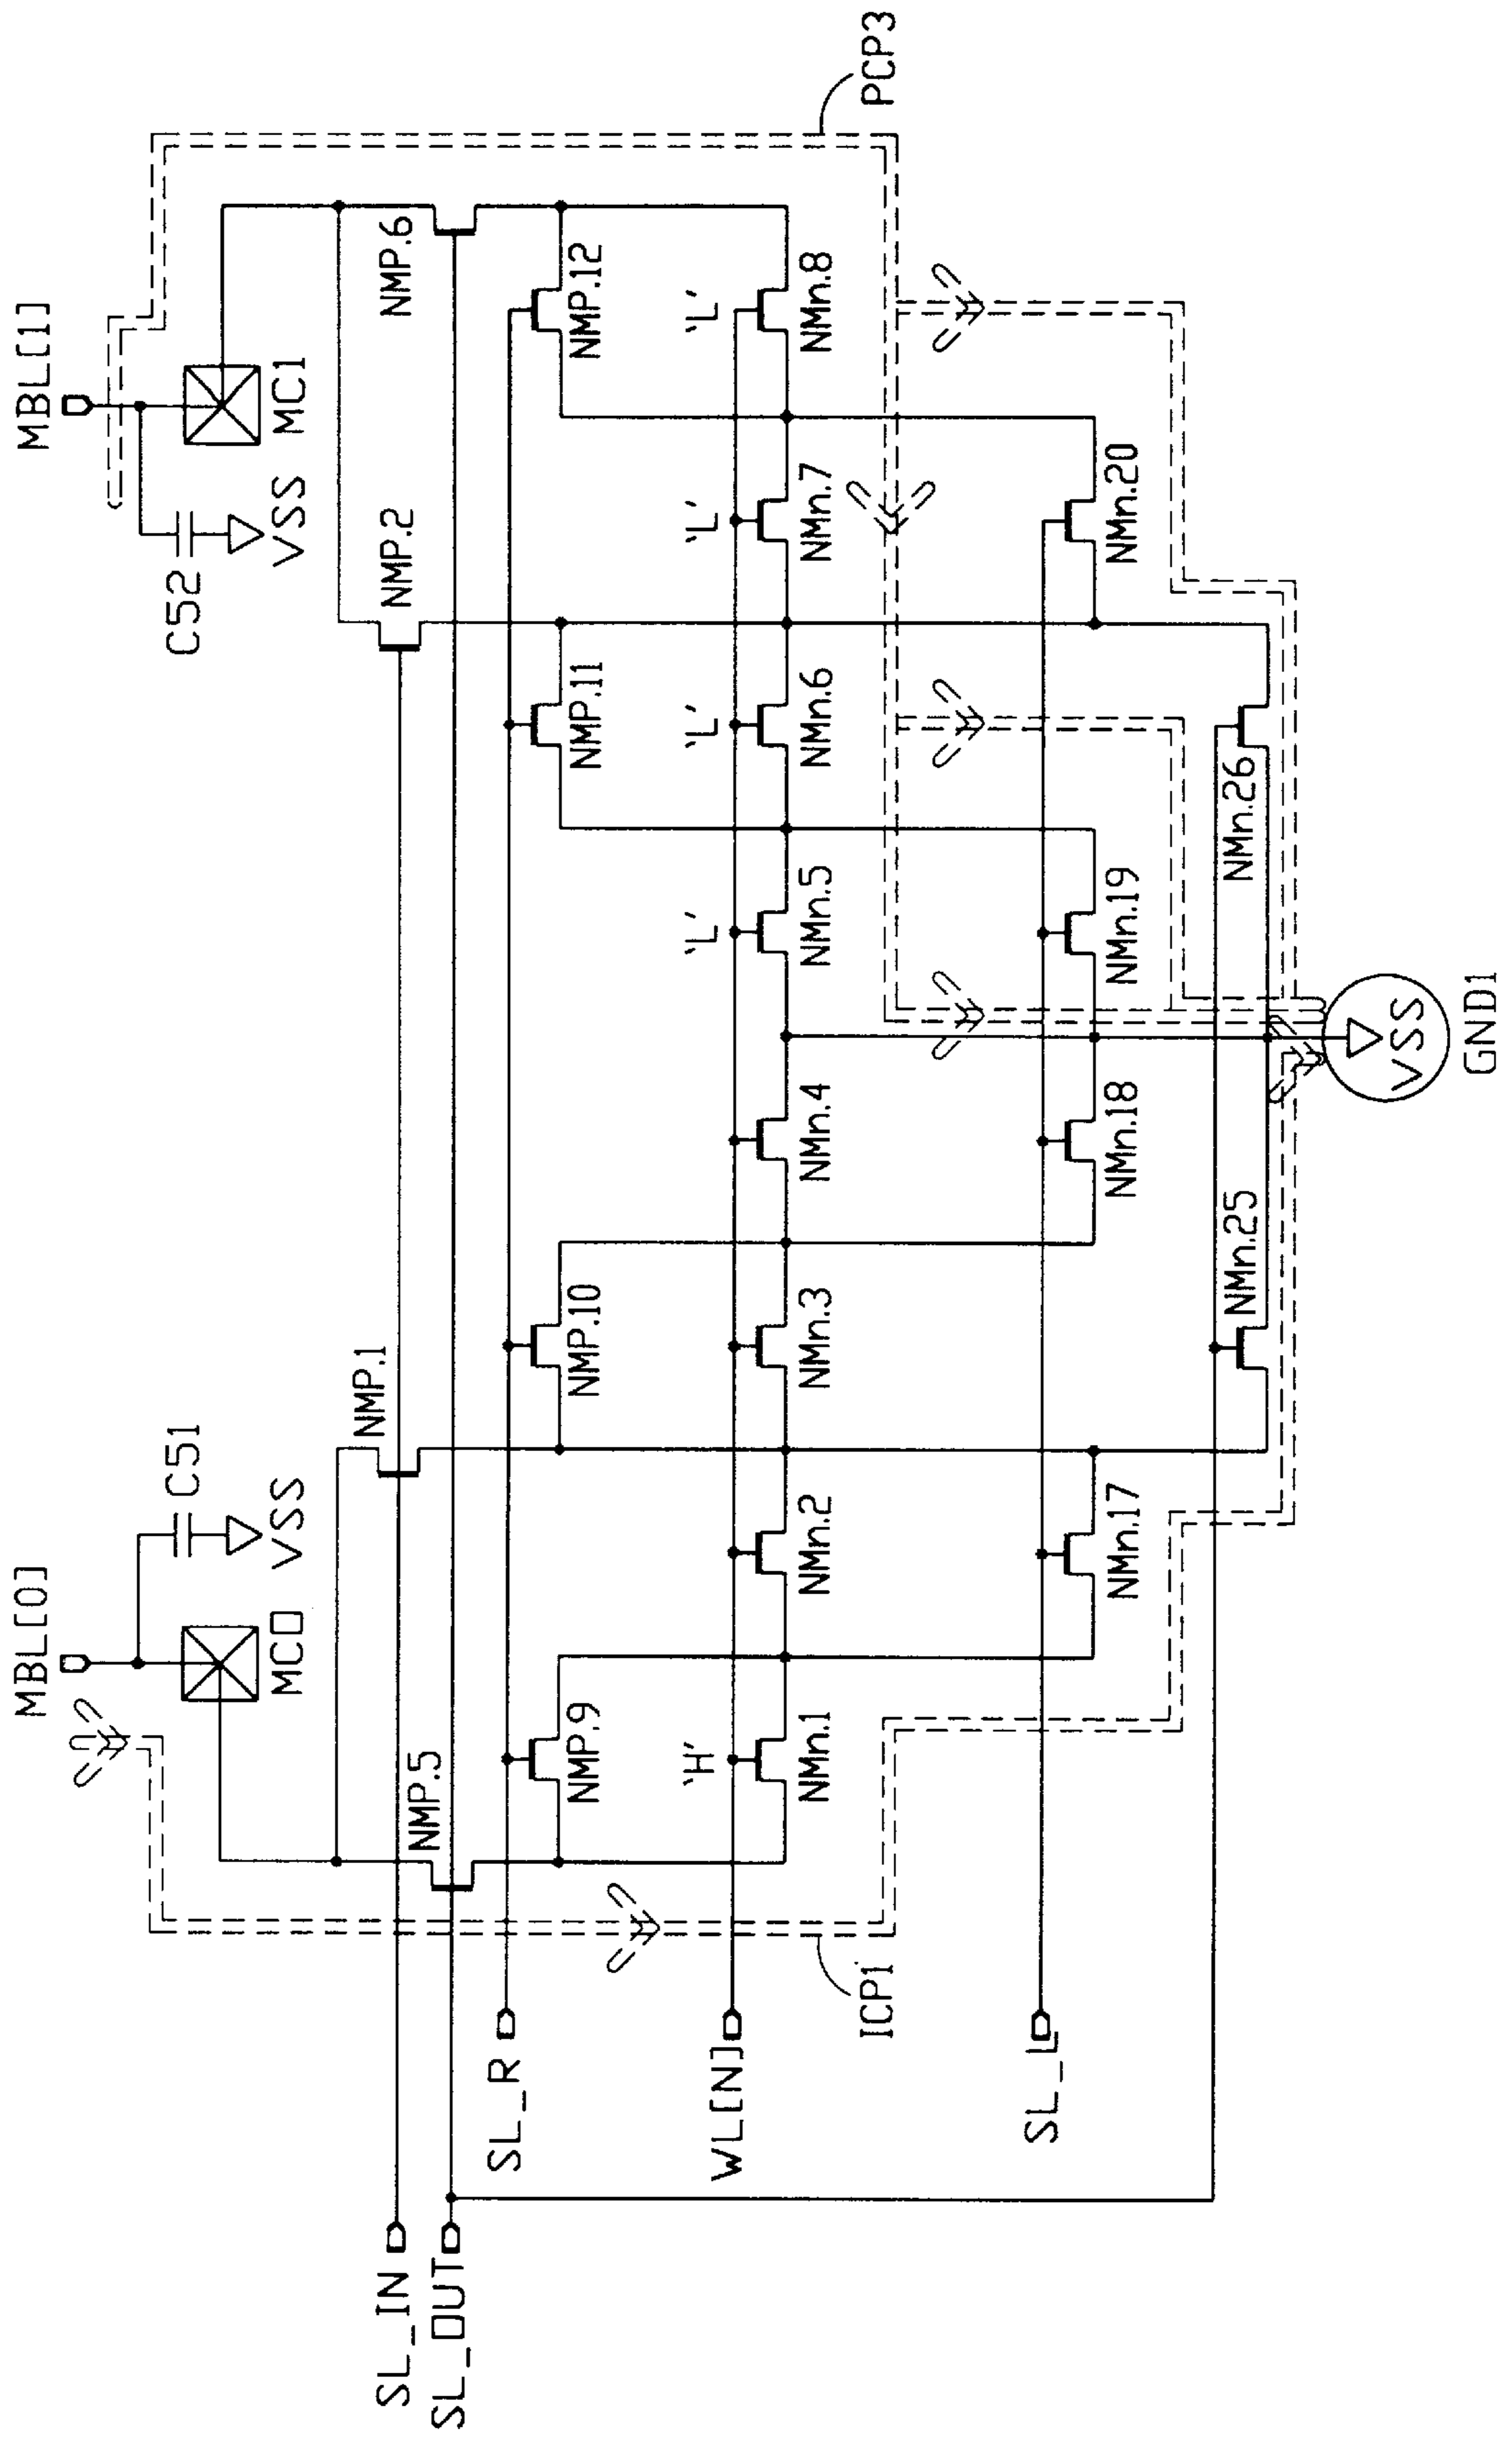 MBL[0]
MBL[1]
C51
VSS
MC0
C52
VSS
MC1
NMP.5
NMP.1
NMP.2
NMP.6
SL_IN
SL_OUT
SL_R
NMP.9
NMP.10
NMP.11
NMP.12
'H'
'L'
'L'
'L'
'L'
WL[N]
NMn.1
NMn.2
NMn.3
NMn.4
NMn.5
NMn.6
NMn.7
NMn.8
ICP1
PCP3
SL_L
NMn.17
NMn.18
NMn.19
NMn.20
NMn.25
NMn.26
VSS
GND1